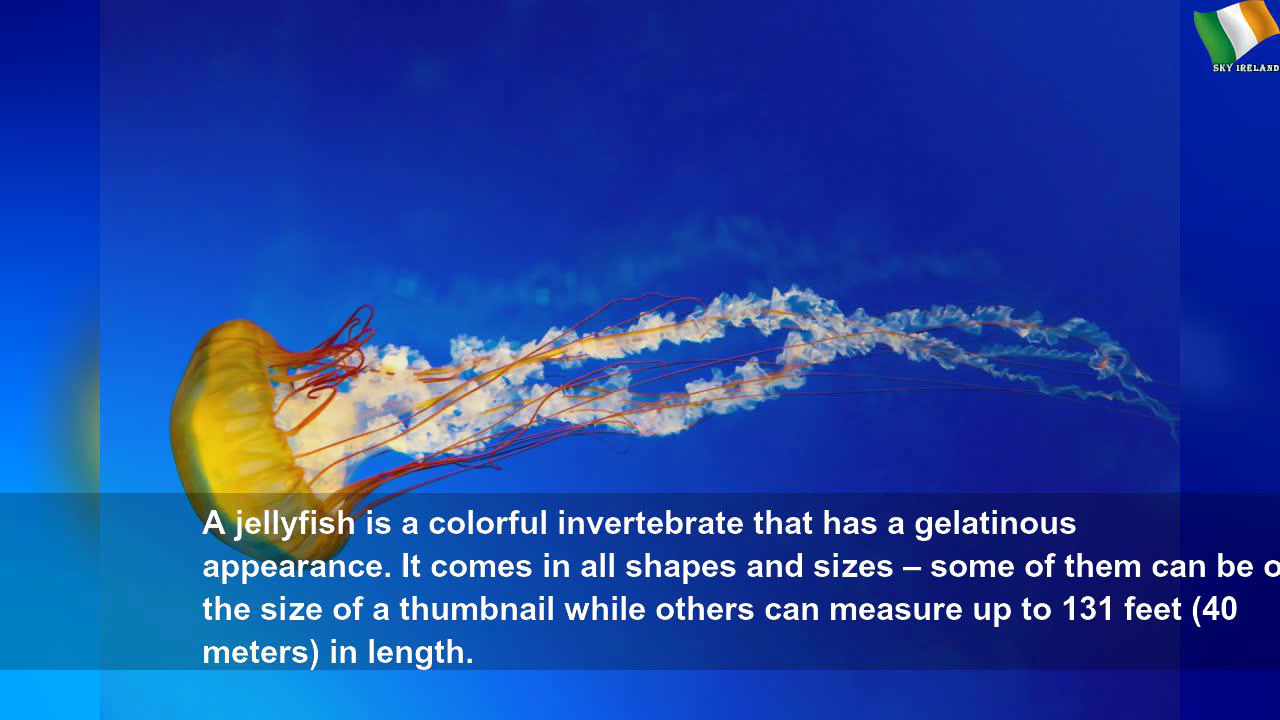 SKY IRELAND
A jellyfish is a colorful invertebrate that has a gelatinous
appearance. It comes in all shapes and sizes – some of them can be
the size of a thumbnail while others can measure up to 131 feet (40
meters) in length.